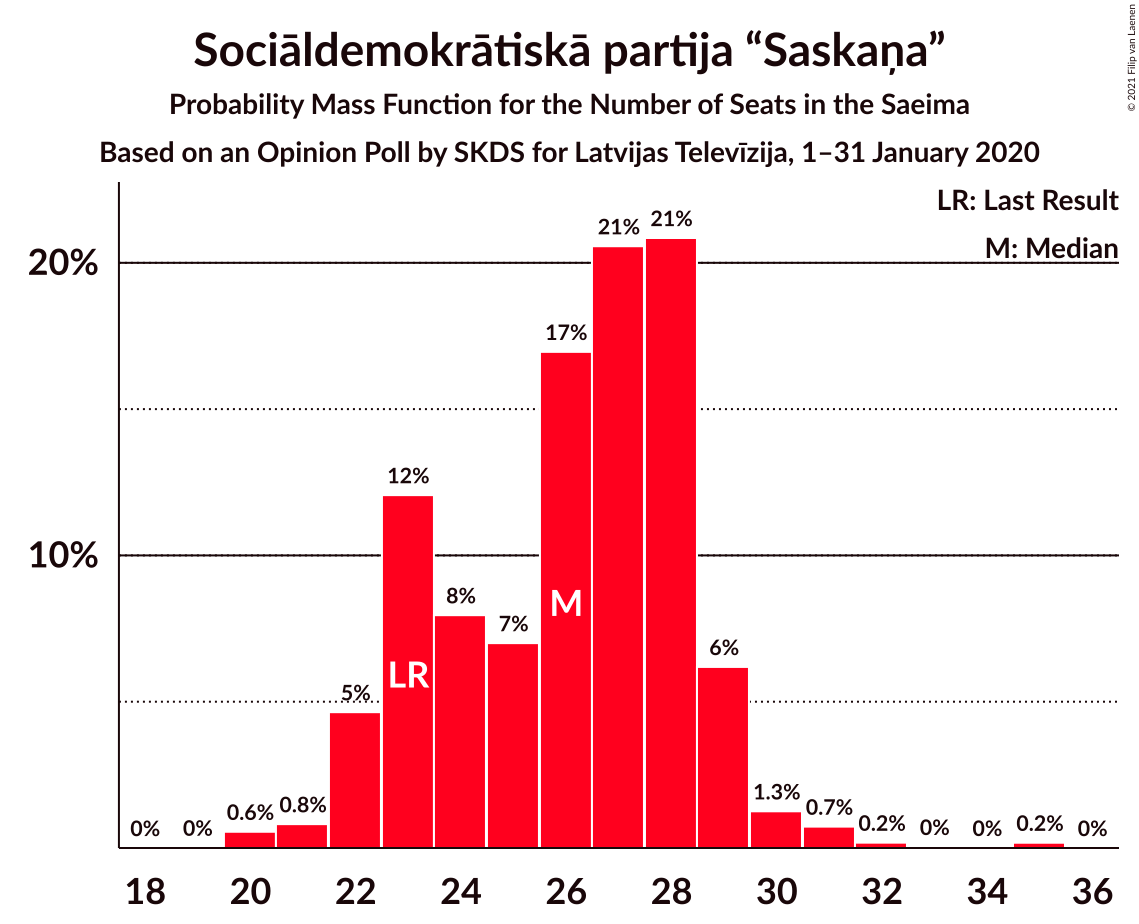 Sociāldemokrātiskā partija “Saskaņa”
Probability Mass Function for the Number of Seats in the Saeima
Based on an Opinion Poll by SKDS for Latvijas Televīzija, 1–31 January 2020
© 2021 Filip van Laenen
LR: Last Result
M: Median
20%
10%
0%
0%
0.6%
0.8%
5%
12%
8%
7%
17%
21%
21%
6%
1.3%
0.7%
0.2%
0%
0%
0.2%
0%
LR
M
18 20 22 24 26 28 30 32 34 36